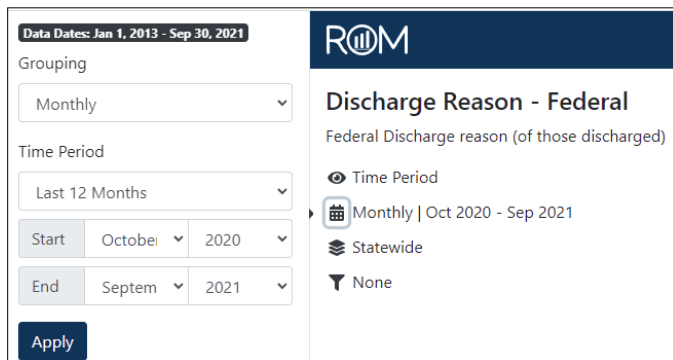 Data Dates: Jan 1, 2013 - Sep 30, 2021
Grouping
Monthly
Time Period
Last 12 Months
Start October 2020
End Septem 2021
Apply
ROM
Discharge Reason - Federal
Federal Discharge reason (of those discharged)
Time Period
Monthly | Oct 2020 - Sep 2021
Statewide
None